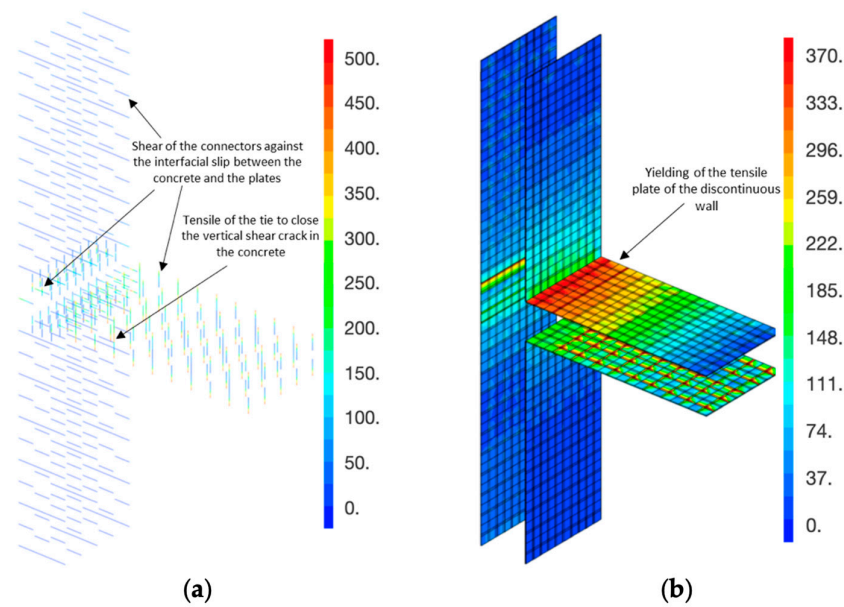 Shear of the connectors against
the interfacial slip between the
concrete and the plates
Tensile of the tie to close
the vertical shear crack in
the concrete
500.
450.
400.
350.
300.
250.
200.
150.
100.
50.
0.
(a)
Yielding of the tensile
plate of the discontinuous
wall
370.
333.
296.
259.
222.
185.
148.
111.
74.
37.
0.
(b)